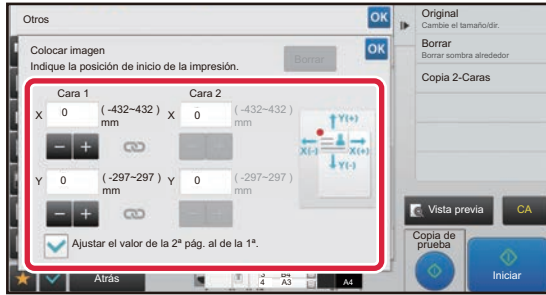 Otros
OK
Colocar imagen
Indique la posición de inicio de la impresión.
Borrar
OK
Cara 1
Cara 2
X
0
( -432~432 )
mm
X
0
( -432~432 )
mm
Y(+)
X(-)
X(+)
Y(-)
Y
0
( -297~297 )
mm
Y
0
( -297~297 )
mm
Ajustar el valor de la 2ª pág. al de la 1ª.
Atrás
3 B4
4 A3
A4
Original
Cambie el tamaño/dir.
Borrar
Borrar sombra alrededor
Copia 2-Caras
Vista previa
CA
Copia de
prueba
Iniciar